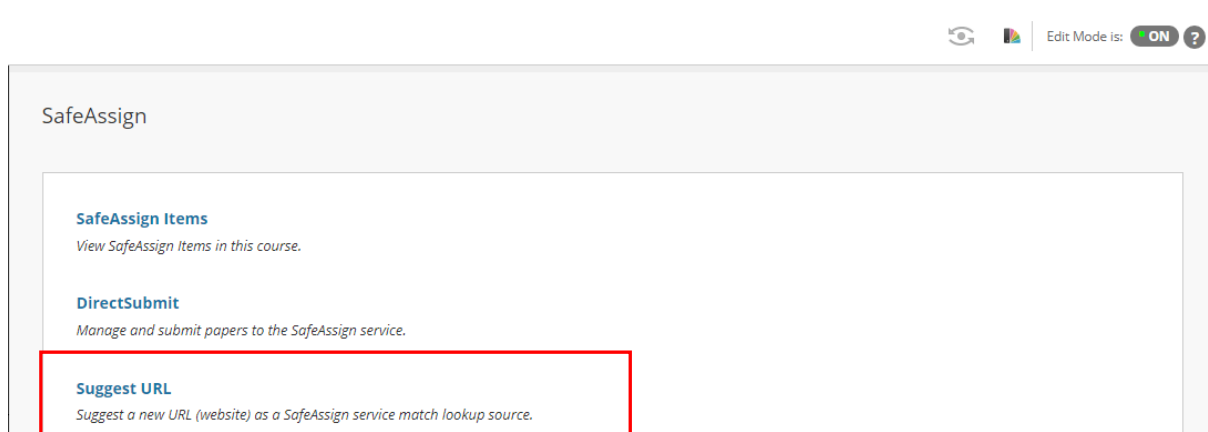 Edit Mode is: ON ?
SafeAssign
SafeAssign Items
View SafeAssign Items in this course.
DirectSubmit
Manage and submit papers to the SafeAssign service.
Suggest URL
Suggest a new URL (website) as a SafeAssign service match lookup source.